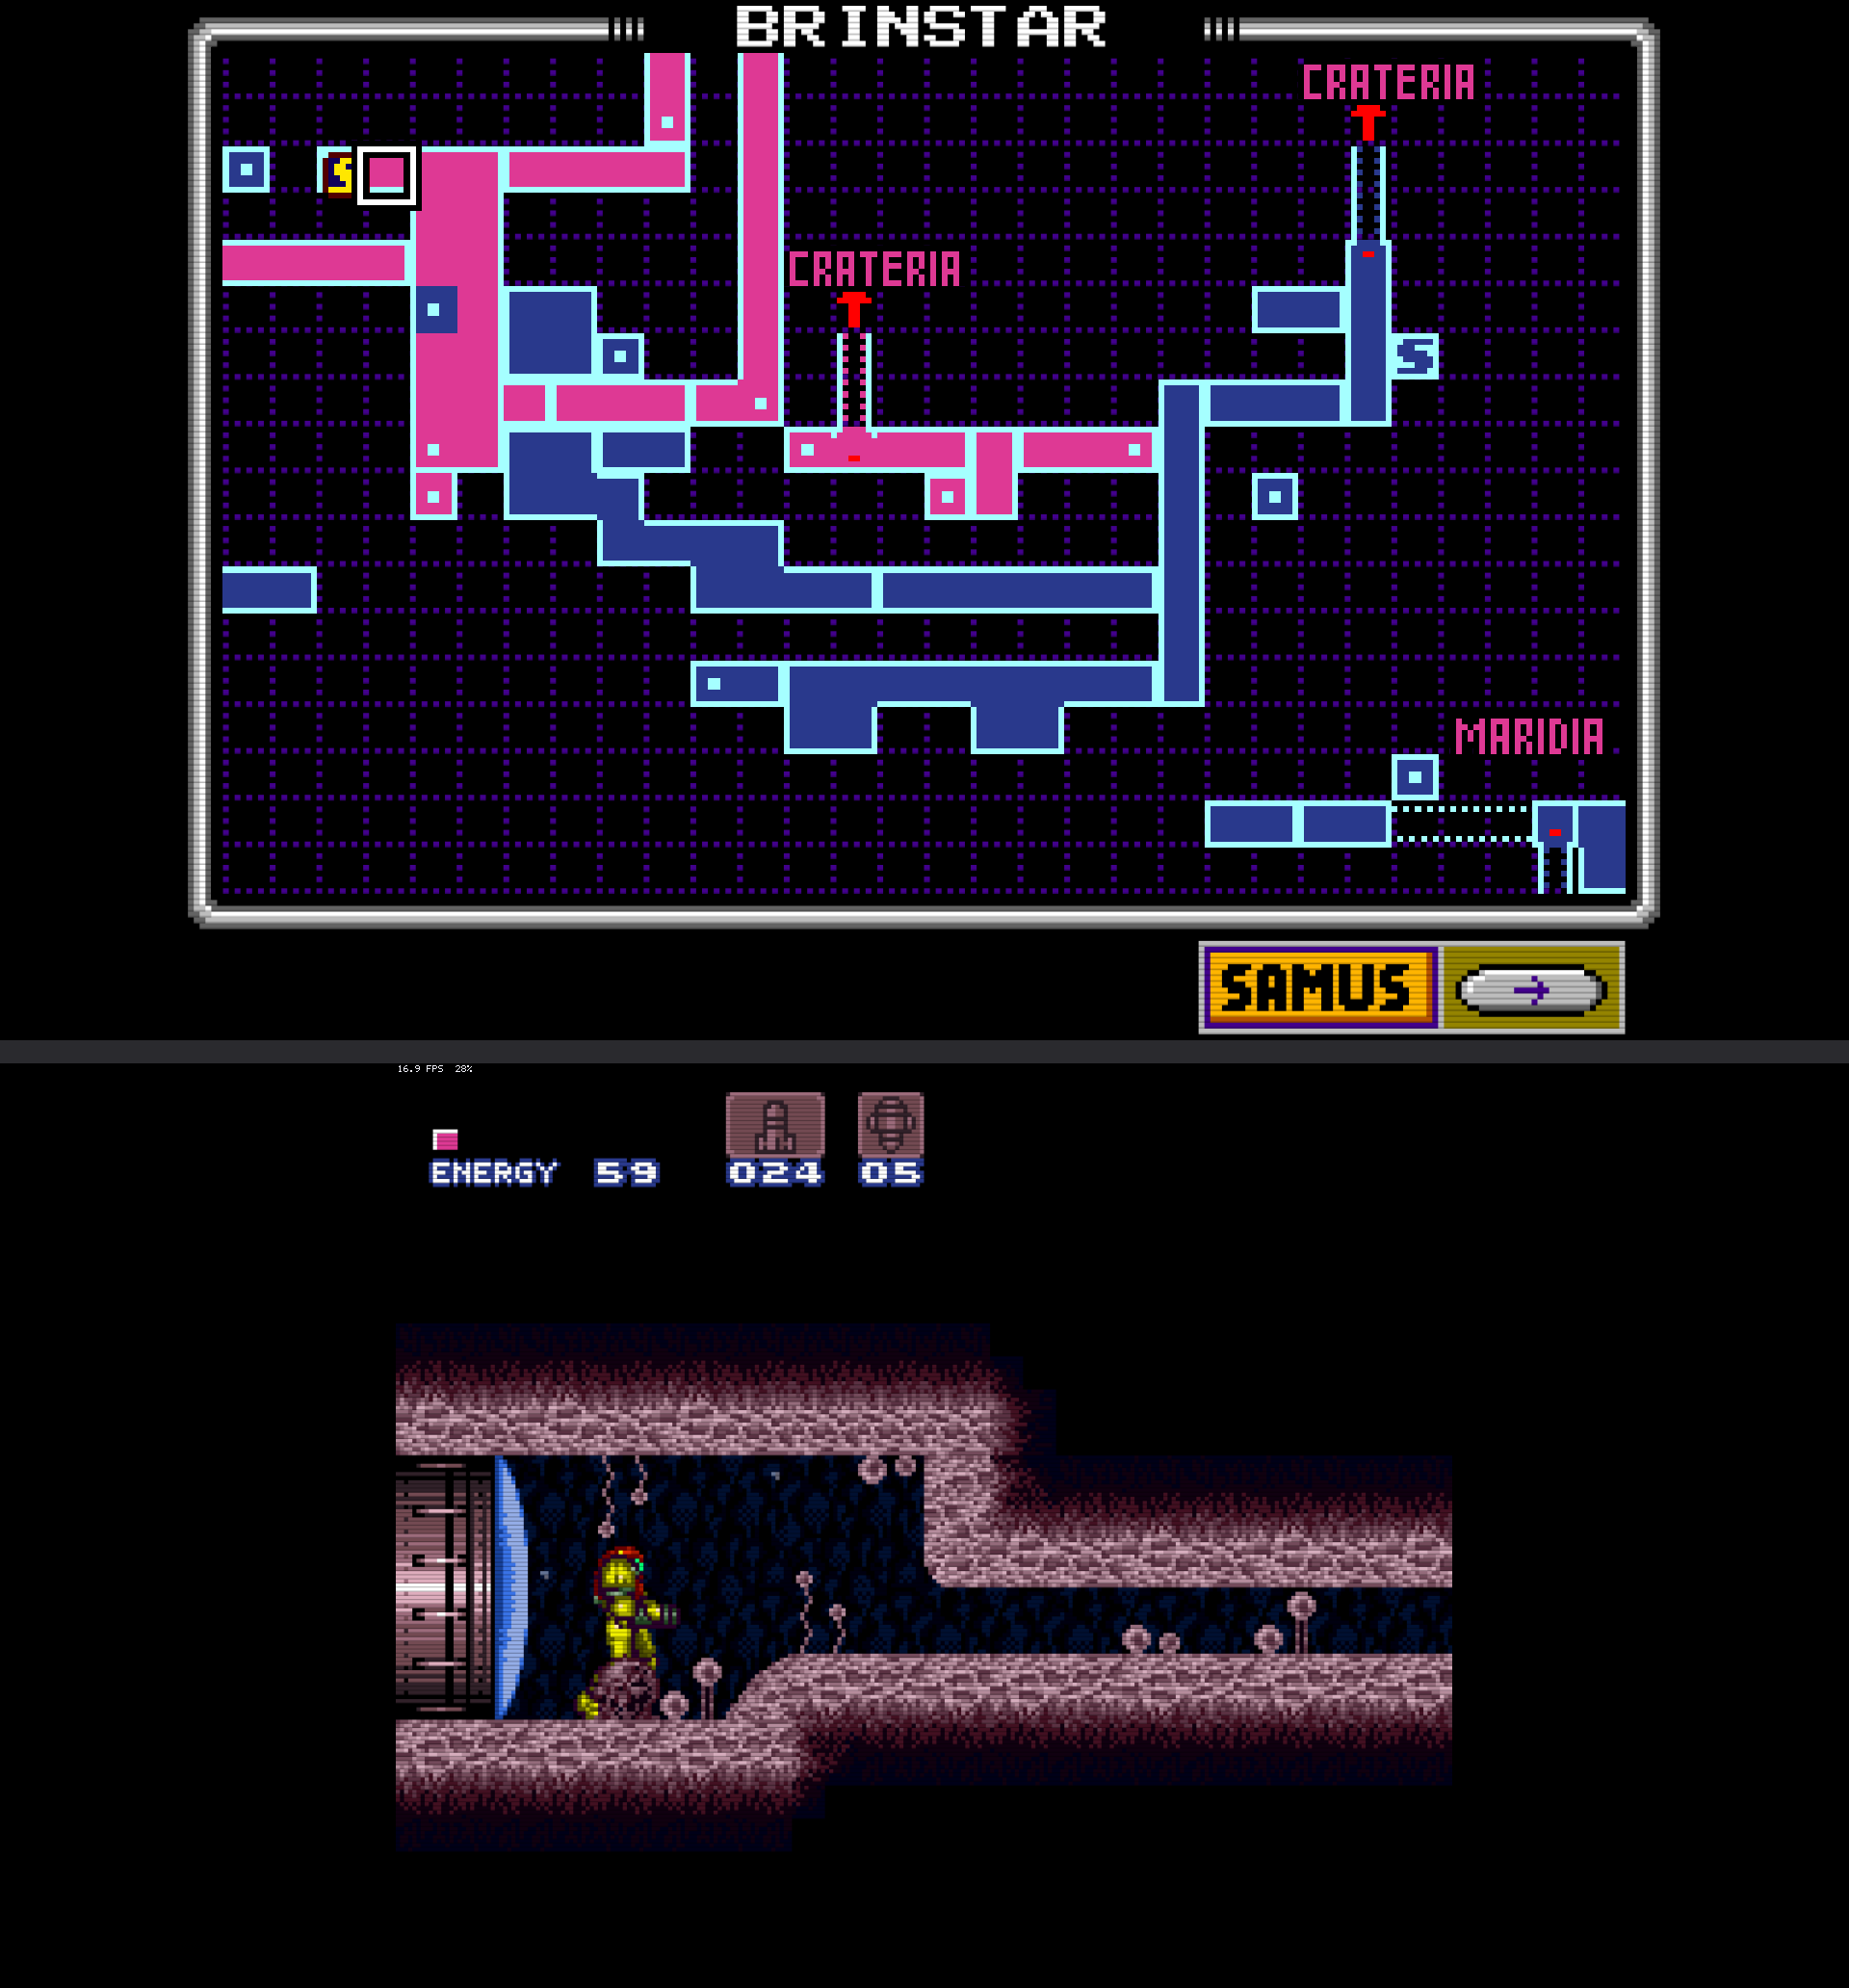 BRINSTAR
CRATERIA
S
CRATERIA
S
MARIDIA
SAMUS
16.9 FPS 28%
ENERGY 59 024 05